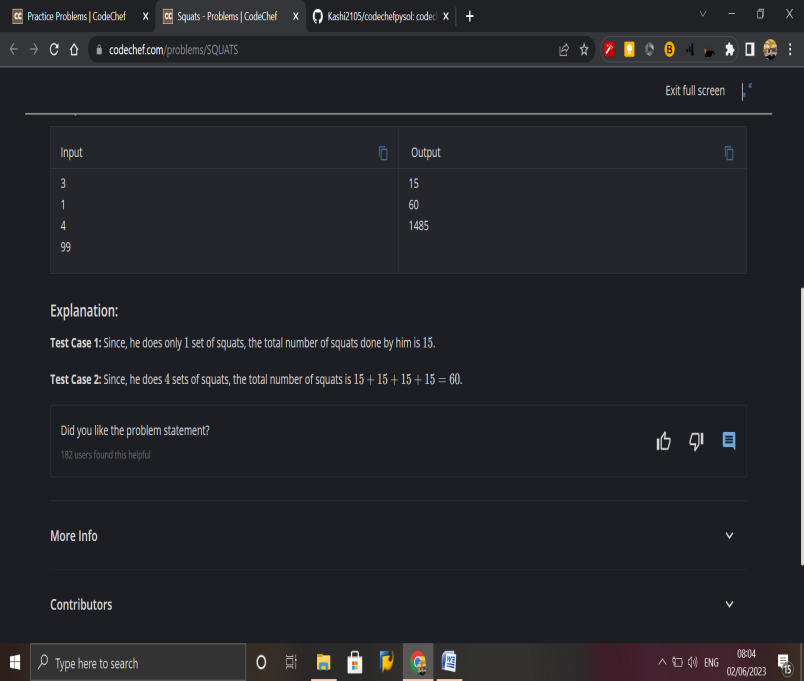 Practice Problems | CodeChef
Squats - Problems | CodeChef
Kashi2105/codechefpysol: codec
codechef.com/problems/SQUATS
Exit full screen
Input
Output
3
15
1
60
4
1485
99
Explanation:
Test Case 1: Since, he does only 1 set of squats, the total number of squats done by him is 15.
Test Case 2: Since, he does 4 sets of squats, the total number of squats is 15 + 15 + 15 + 15 = 60.
Did you like the problem statement?
182 users found this helpful
More Info
Contributors
Type here to search
ENG
08:04
02/06/2023
15